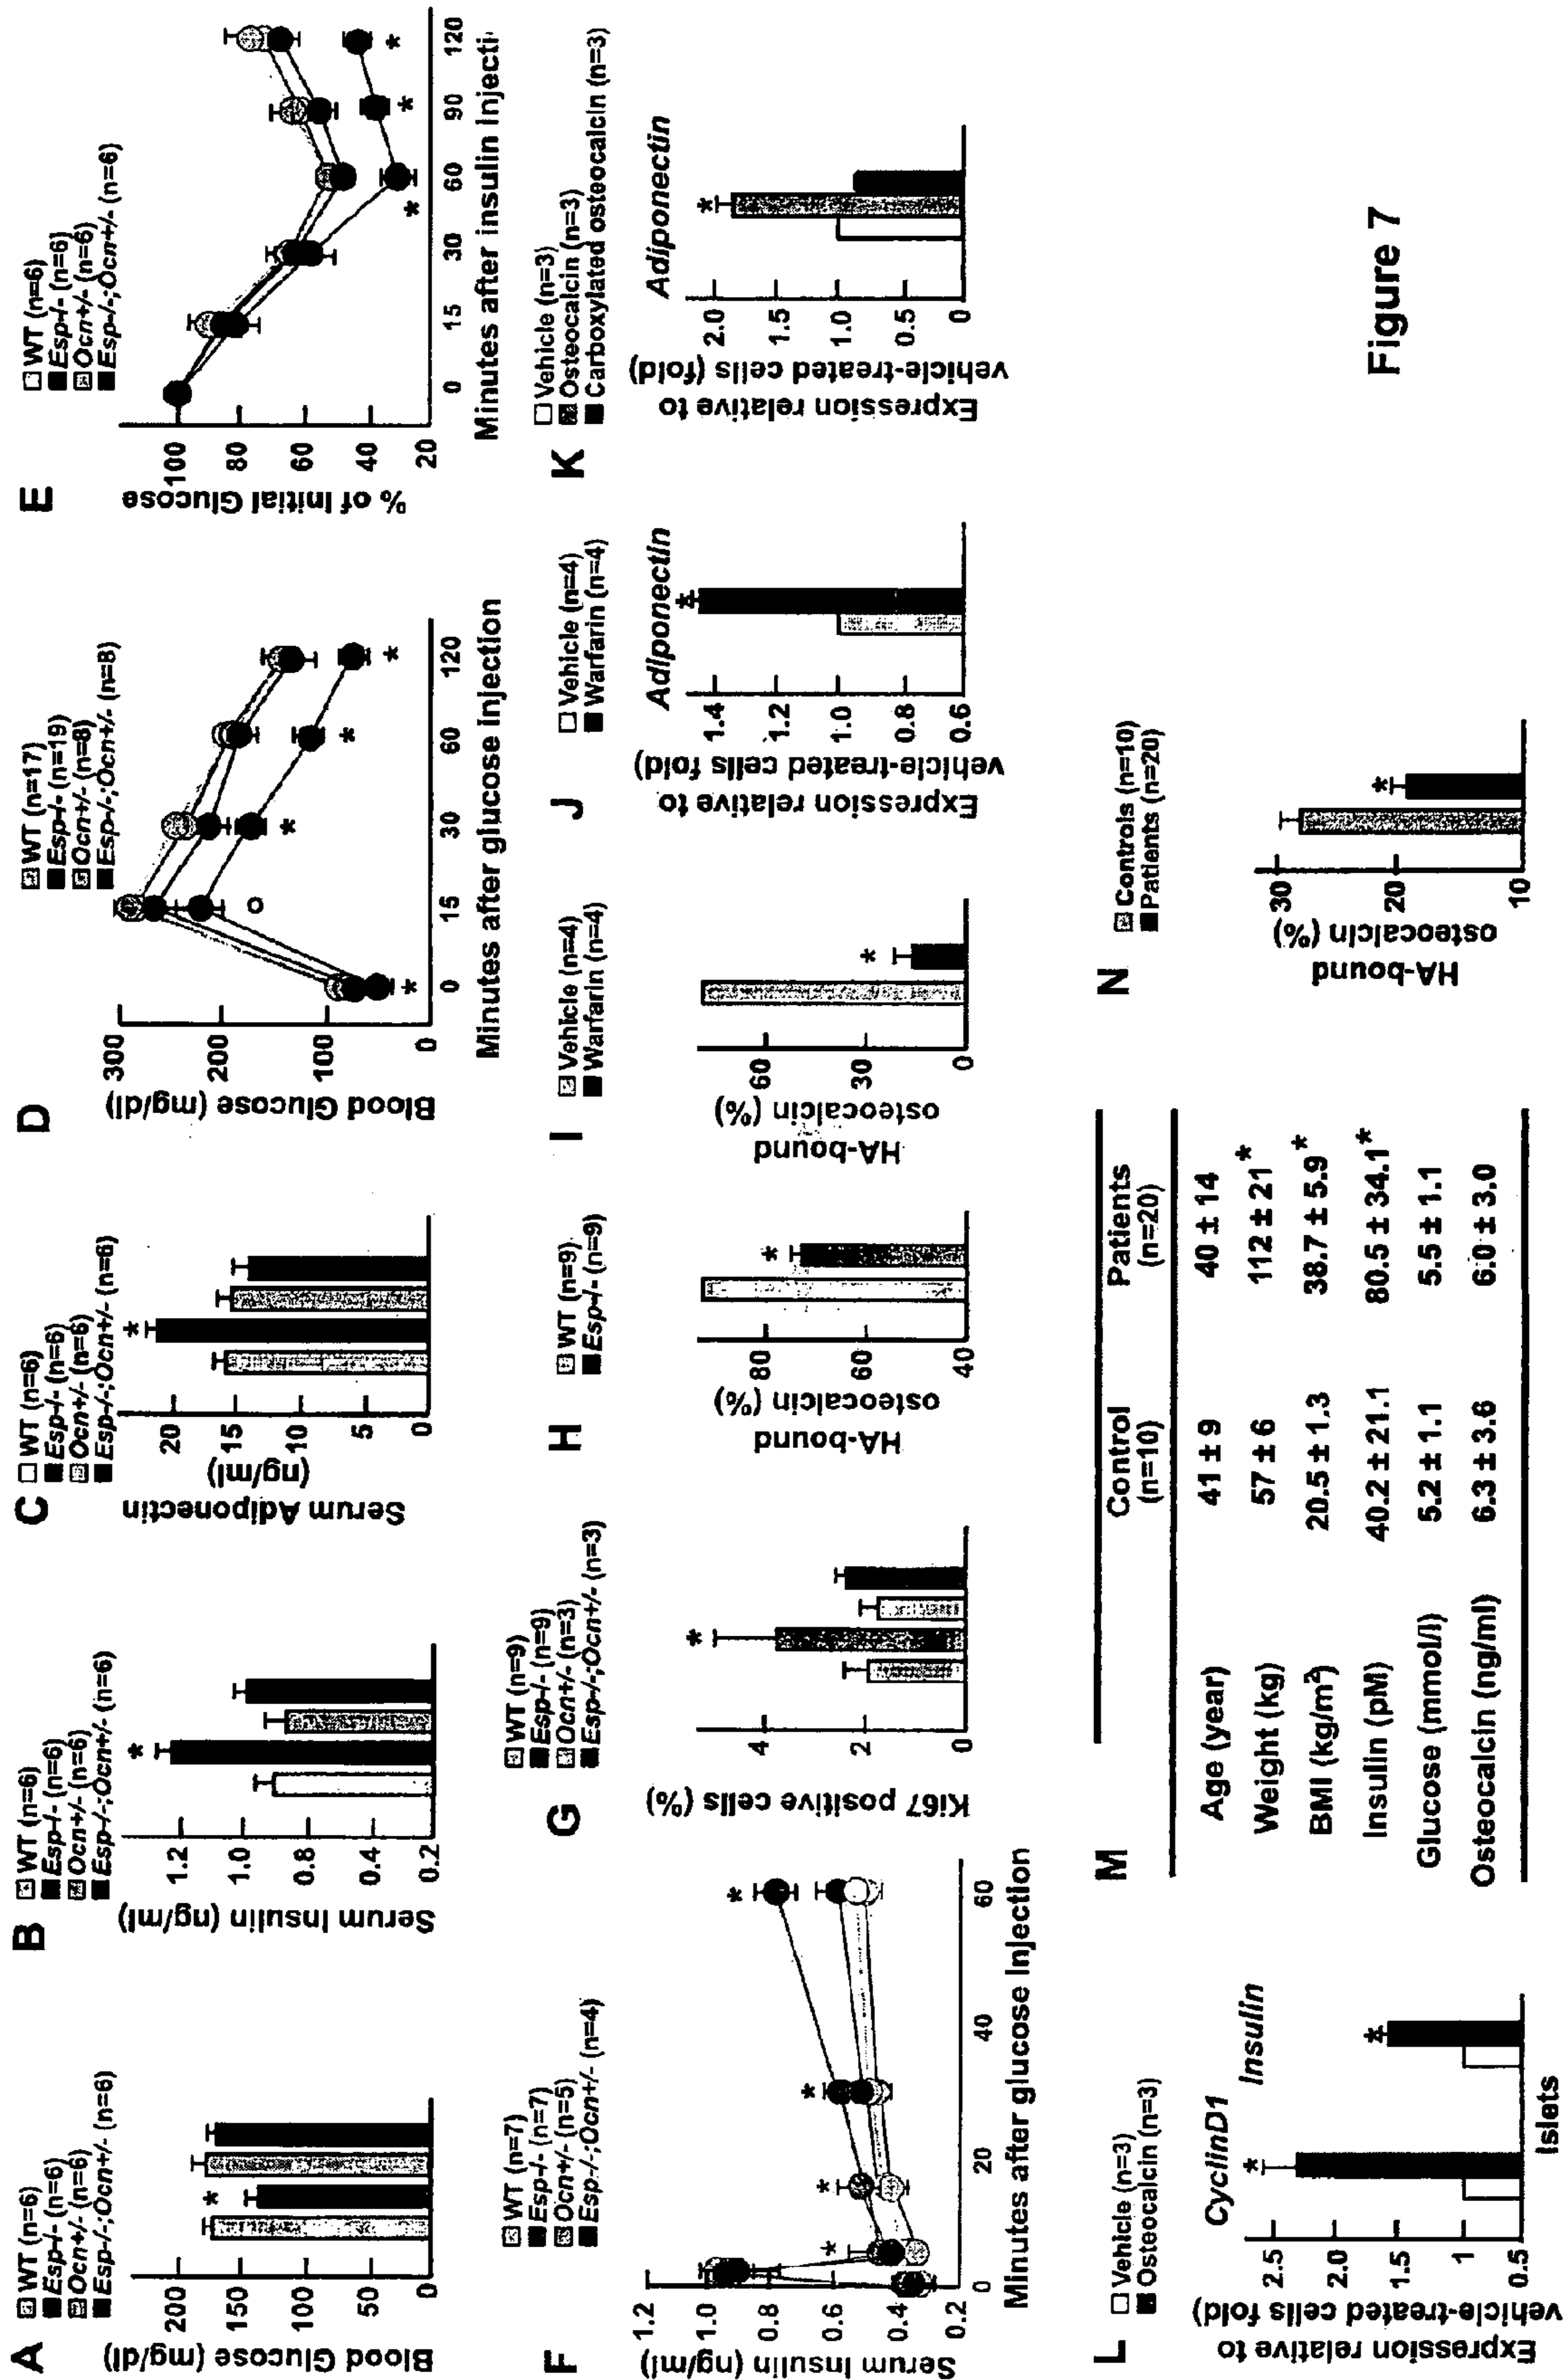 A
WT (n=6)
Esp-/- (n=6)
Ocn+/- (n=6)
Esp-/-;Ocn+/- (n=6)
Blood Glucose (mg/dl)
200
150
100
50
0
B
WT (n=6)
Esp-/- (n=6)
Ocn+/- (n=6)
Esp-/-;Ocn+/- (n=6)
Serum Insulin (ng/ml)
1.2
1.0
0.8
0.4
0.2
*
C
WT (n=6)
Esp-/- (n=6)
Ocn+/- (n=6)
Esp-/-;Ocn+/- (n=6)
Serum Adiponectin
(ng/ml)
20
15
10
5
0
*
D
WT (n=17)
Esp-/- (n=19)
Ocn+/- (n=8)
Esp-/-;Ocn+/- (n=8)
Blood Glucose (mg/dl)
300
200
100
0
0 15 30 60 120
Minutes after glucose injection
E
WT (n=6)
Esp-/- (n=6)
Ocn+/- (n=6)
Esp-/-;Ocn+/- (n=6)
% of Initial Glucose
100
80
60
40
20
0 15 30 60 90 120
Minutes after insulin injecti
F
WT (n=7)
Esp-/- (n=7)
Ocn+/- (n=5)
Esp-/-;Ocn+/- (n=4)
Serum Insulin (ng/ml)
1.2
1.0
0.8
0.6
0.4
0.2
0 20 40 60
Minutes after glucose injection
G
WT (n=9)
Esp-/- (n=9)
Ocn+/- (n=3)
Esp-/-;Ocn+/- (n=3)
Ki67 positive cells (%)
4
2
0
*
H
WT (n=9)
Esp-/- (n=9)
HA-bound
osteocalcin (%)
80
60
40
*
I
Vehicle (n=4)
Warfarin (n=4)
HA-bound
osteocalcin (%)
60
30
0
*
J
Vehicle (n=4)
Warfarin (n=4)
Adiponectin
Expression relative to
vehicle-treated cells fold)
1.4
1.2
1.0
0.8
0.6
*
K
Vehicle (n=3)
Osteocalcin (n=3)
Carboxylated osteocalcin (n=3)
Adiponectin
Expression relative to
vehicle-treated cells (fold)
2.0
1.5
1.0
0.5
0
*
L
Vehicle (n=3)
Osteocalcin (n=3)
CyclinD1 Insulin
Expression relative to
vehicle-treated cells fold)
2.5
2.0
1.5
1
0.5
Islets
M
Control Patients
(n=10) (n=20)
Age (year) 41 ± 9 40 ± 14
Weight (kg) 57 ± 6 112 ± 21*
BMI (kg/m²) 20.5 ± 1.3 38.7 ± 5.9*
Insulin (pM) 40.2 ± 21.1 80.5 ± 34.1*
Glucose (mmol/l) 5.2 ± 1.1 5.5 ± 1.1
Osteocalcin (ng/ml) 6.3 ± 3.6 6.0 ± 3.0
N
Controls (n=10)
Patients (n=20)
HA-bound
osteocalcin (%)
30
20
10
*
Figure 7